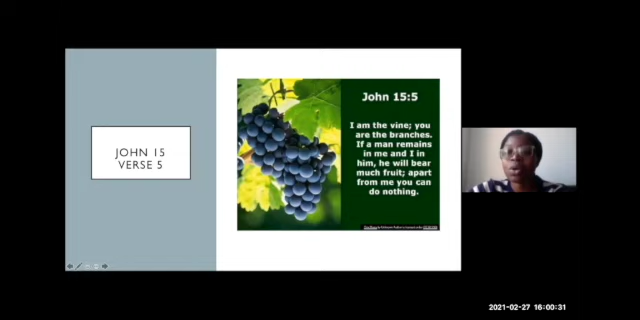 JOHN 15
VERSE 5
John 15:5
I am the vine; you
are the branches.
If a man remains
in me and I in
him, he will bear
much fruit; apart
from me you can
do nothing.
2021-02-27 16:00:31